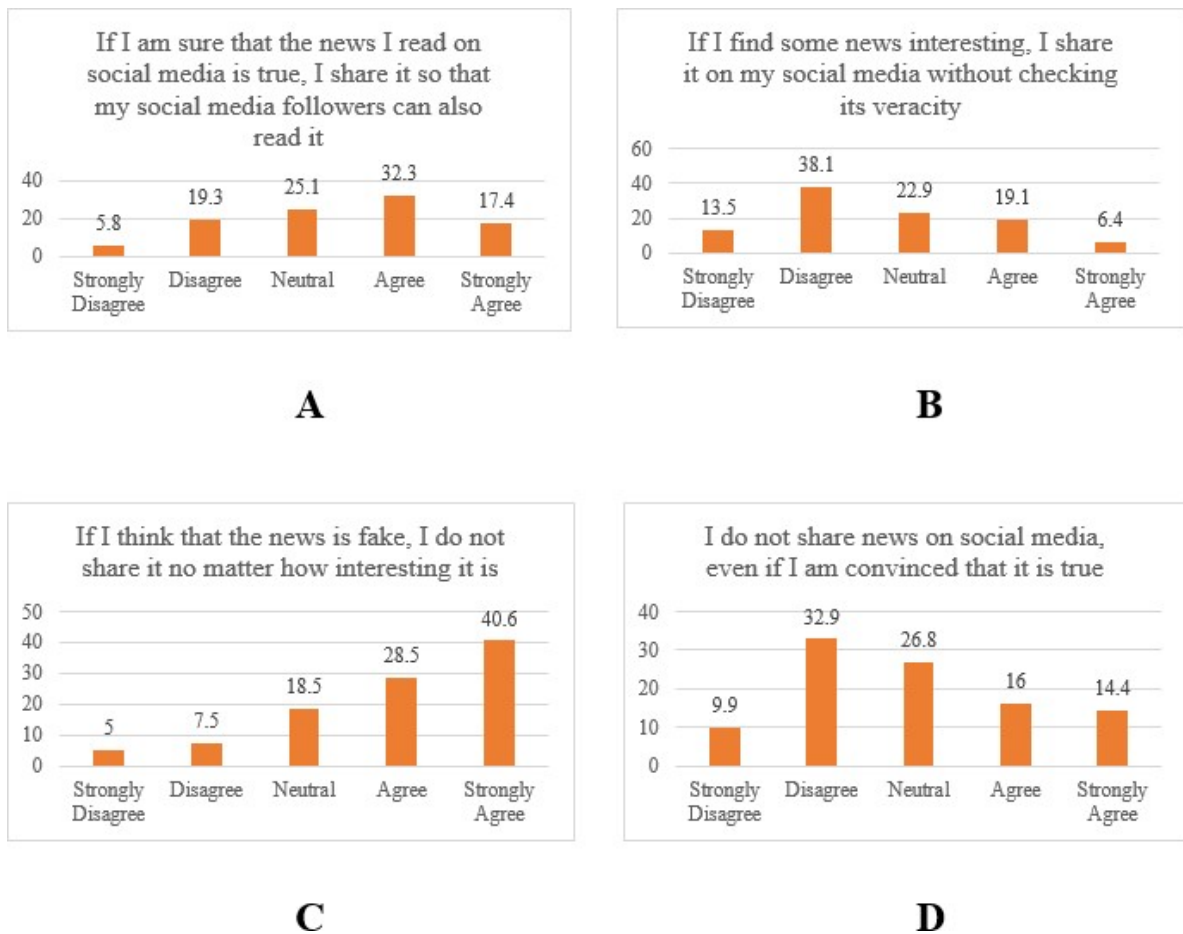 If I am sure that the news I read on
social media is true, I share it so that
my social media followers can also
read it
40
20
0
5.8
19.3
25.1
32.3
17.4
Strongly
Disagree
Disagree
Neutral
Agree
Strongly
Agree
A
If I find some news interesting, I share
it on my social media without checking
its veracity
60
40
20
0
13.5
38.1
22.9
19.1
6.4
Strongly
Disagree
Disagree
Neutral
Agree
Strongly
Agree
B
If I think that the news is fake, I do not
share it no matter how interesting it is
50
40
30
20
10
0
5
7.5
18.5
28.5
40.6
Strongly
Disagree
Disagree
Neutral
Agree
Strongly
Agree
C
I do not share news on social media,
even if I am convinced that it is true
40
30
20
10
0
9.9
32.9
26.8
16
14.4
Strongly
Disagree
Disagree
Neutral
Agree
Strongly
Agree
D